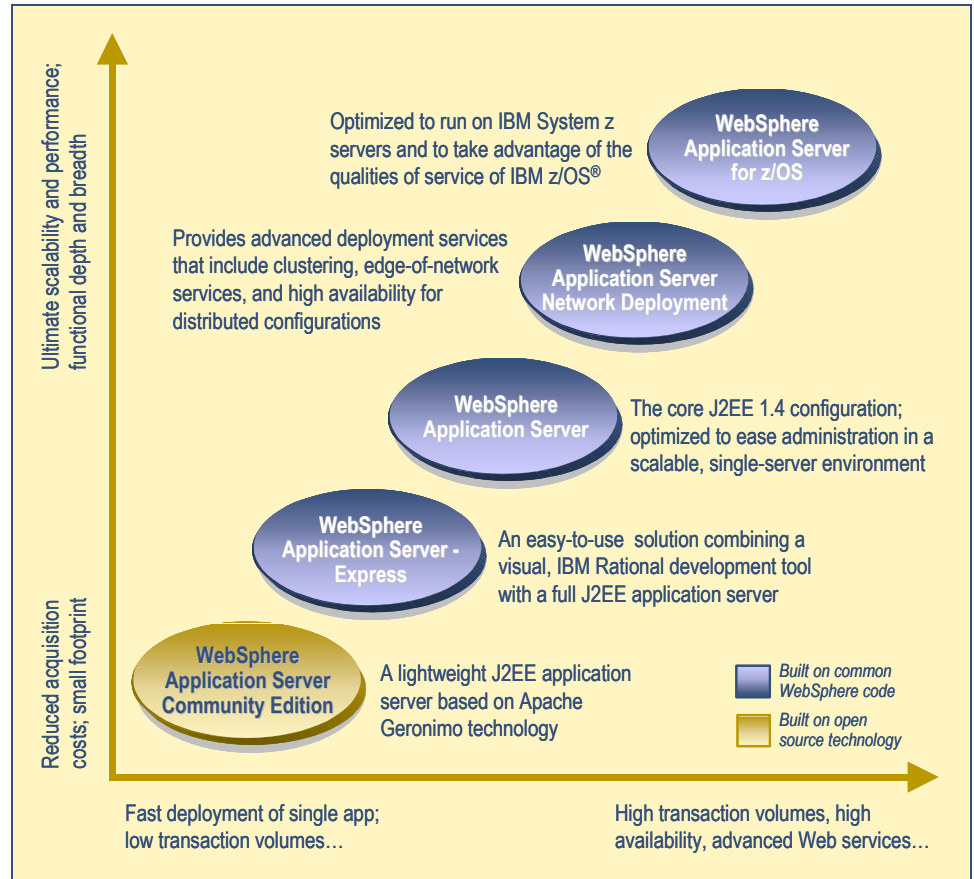 Ultimate scalability and performance;
functional depth and breadth
Optimized to run on IBM System z
servers and to take advantage of the
qualities of service of IBM z/OS®
WebSphere
Application Server
for z/OS
Provides advanced deployment services
that include clustering, edge-of-network
services, and high availability for
distributed configurations
WebSphere
Application Server
Network Deployment
WebSphere
Application Server
The core J2EE 1.4 configuration;
optimized to ease administration in a
scalable, single-server environment
WebSphere
Application Server -
Express
An easy-to-use solution combining a
visual, IBM Rational development tool
with a full J2EE application server
Reduced acquisition
costs; small footprint
WebSphere
Application Server
Community Edition
A lightweight J2EE application
server based on Apache
Geronimo technology
Built on common
WebSphere code
Built on open
source technology
Fast deployment of single app;
low transaction volumes…
High transaction volumes, high
availability, advanced Web services…